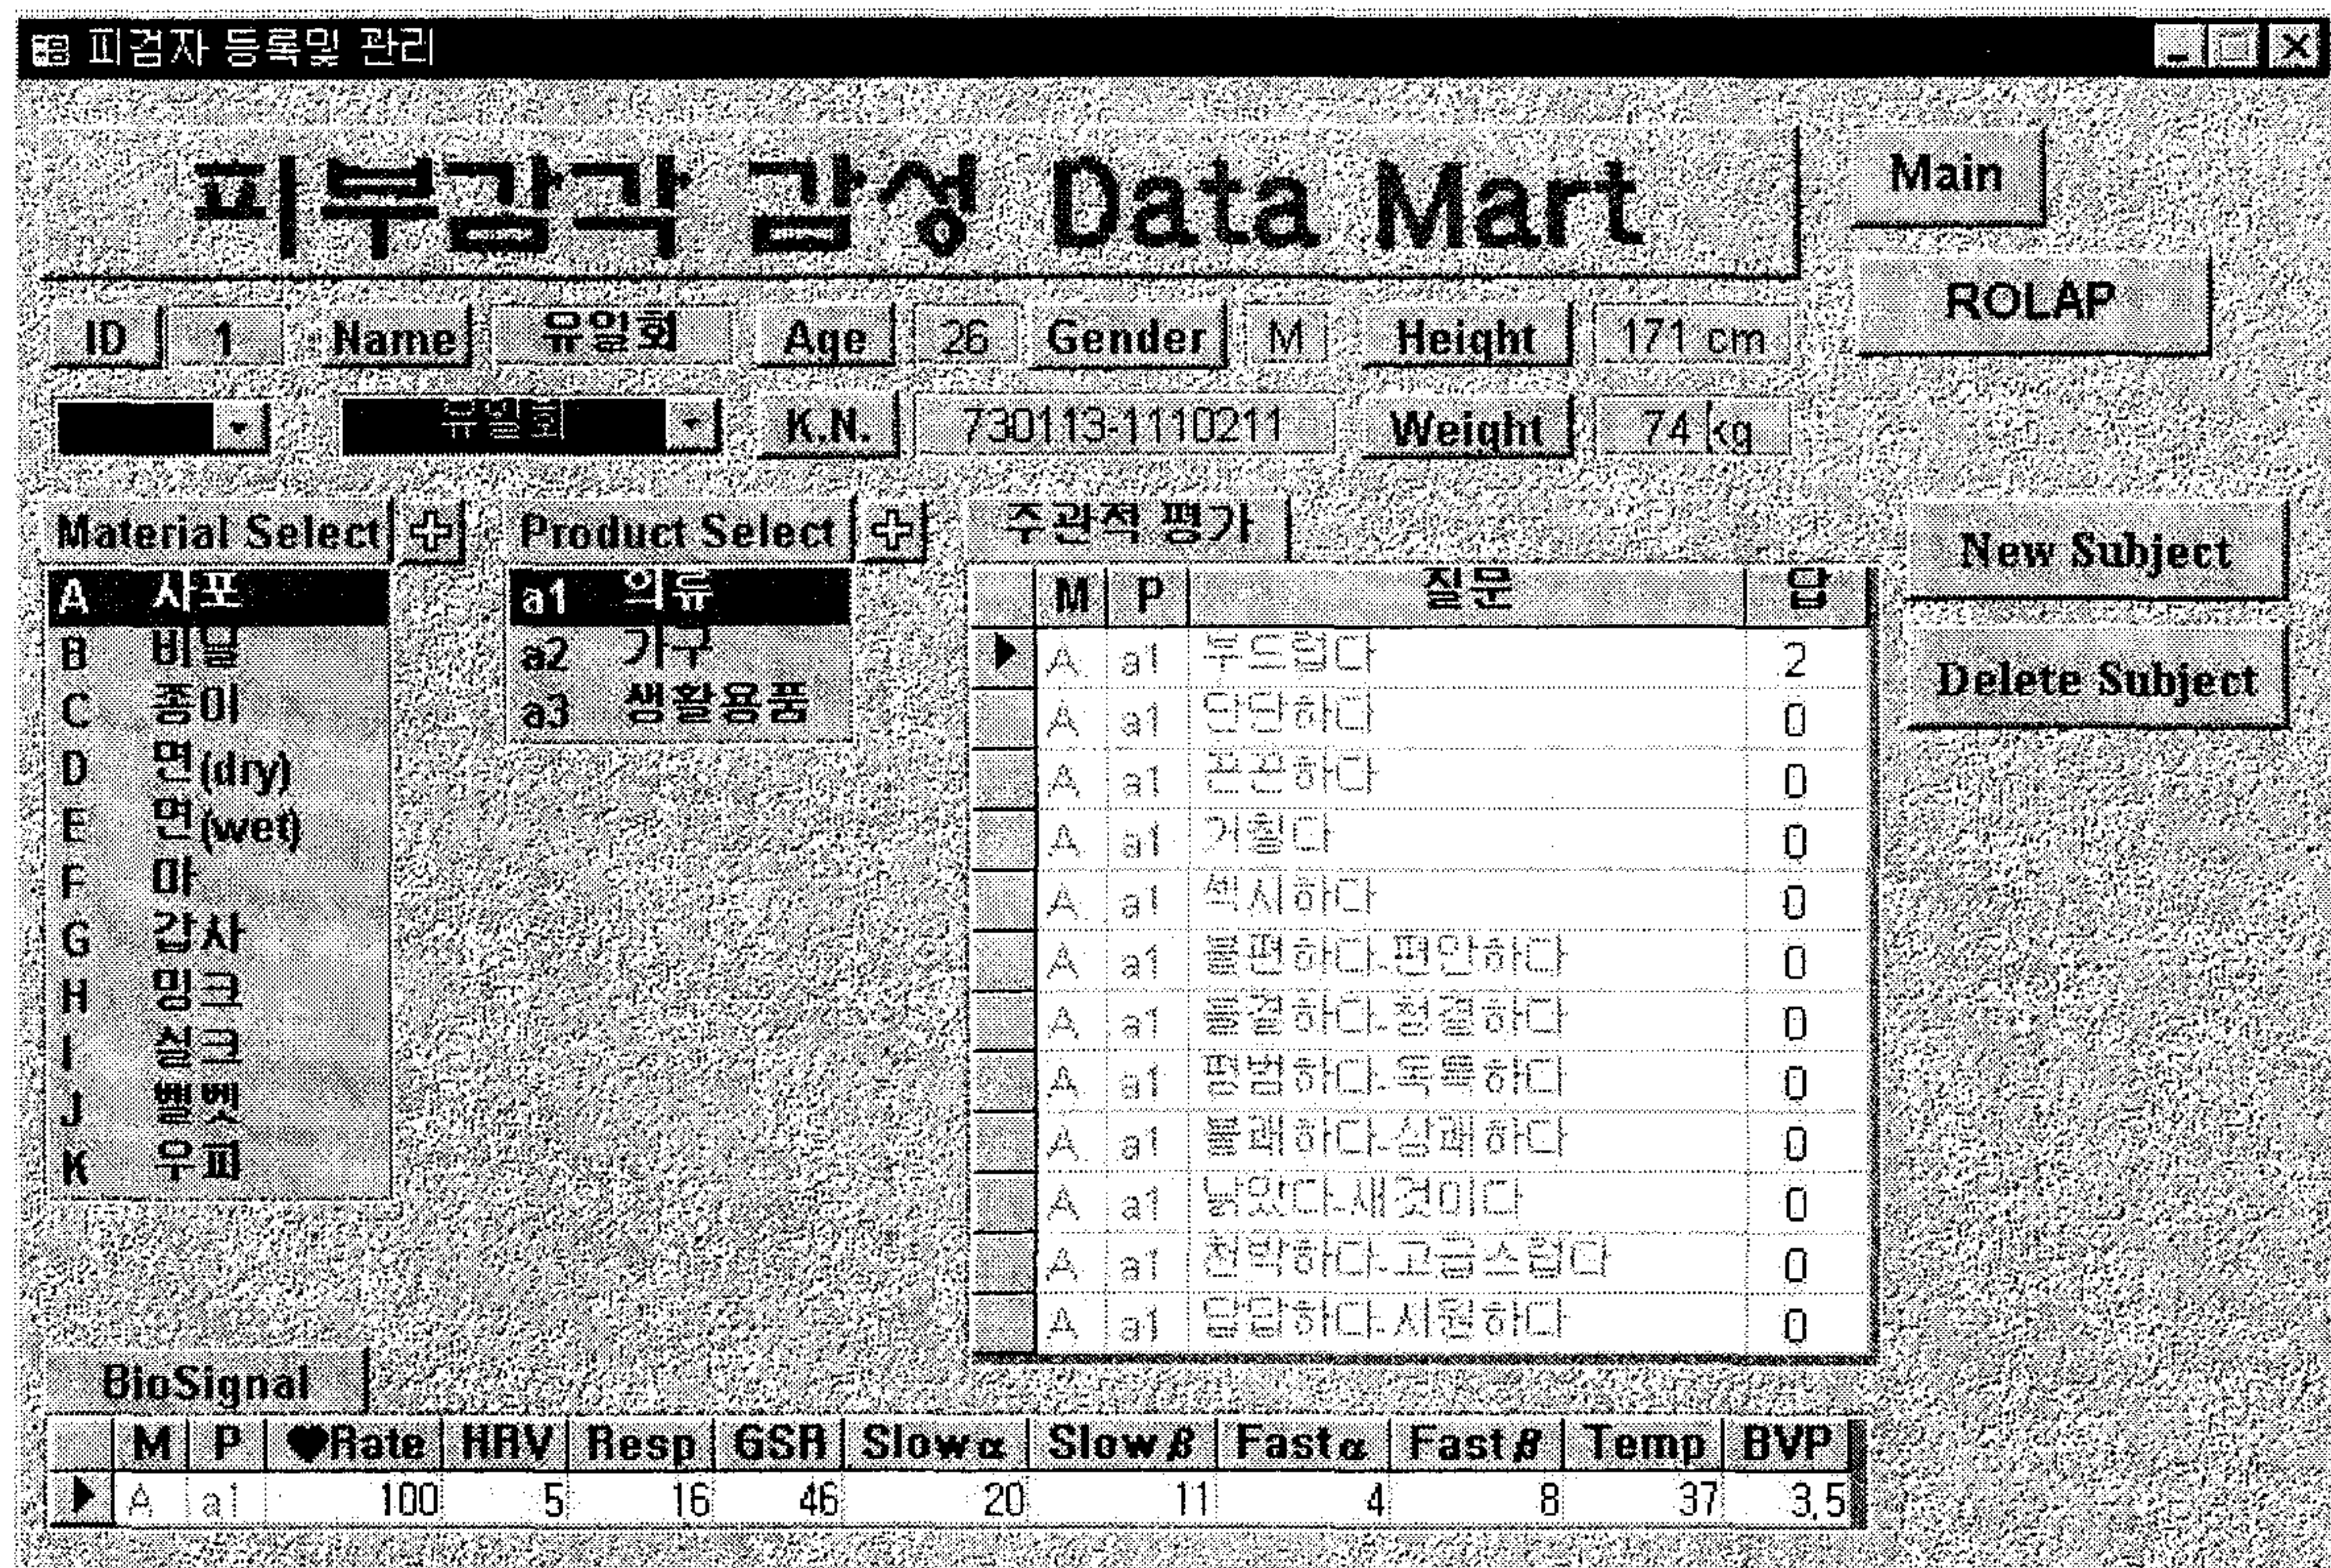 피검자 등록및 관리
피부감각 감성 Data Mart
Main
ROLAP
ID 1 Name 유일회 Age 26 Gender M Height 171 cm
유일회 K.N. 730113-1110211 Weight 74 kg
Material Select
A 사포
B 비닐
C 종이
D 면(dry)
E 면(wet)
F 마
G 간사
H 밍크
I 실크
J 벨벳
K 우피
Product Select
a1 의류
a2 가구
a3 생활용품
주관적 평가
M P 질문 답
A a1 부드럽다 2
A a1 단단하다 0
A a1 끈끈하다 0
A a1 거칠다 0
A a1 섹시하다 0
A a1 불편하다-편안하다 0
A a1 불결하다-청결하다 0
A a1 평범하다-독특하다 0
A a1 불쾌하다-상쾌하다 0
A a1 낡았다-새것이다 0
A a1 천박하다-고급스럽다 0
A a1 답답하다-시원하다 0
New Subject
Delete Subject
BioSignal
M P ♥Rate HRV Resp GSR Slow α Slow β Fast α Fast β Temp BVP
A a1 100 5 16 46 20 11 4 8 37 3.5